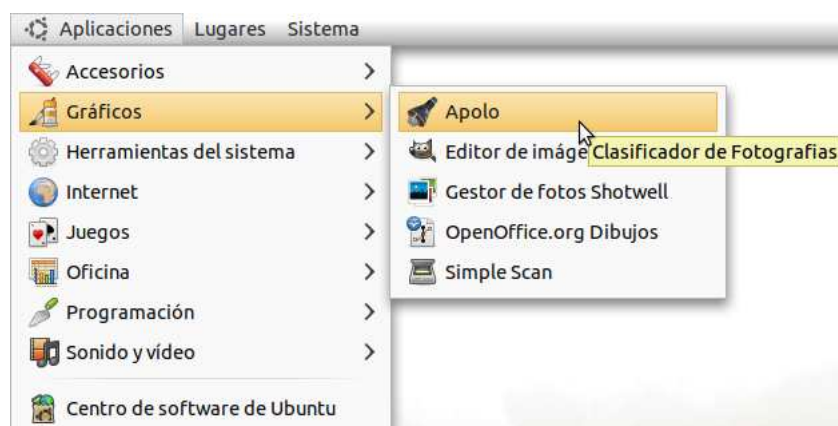 Aplicaciones Lugares Sistema
Accesorios
Gráficos
Herramientas del sistema
Internet
Juegos
Oficina
Programación
Sonido y vídeo
Centro de software de Ubuntu
Apolo
Editor de imáge
Clasificador de Fotografias
Gestor de fotos Shotwell
OpenOffice.org Dibujos
Simple Scan